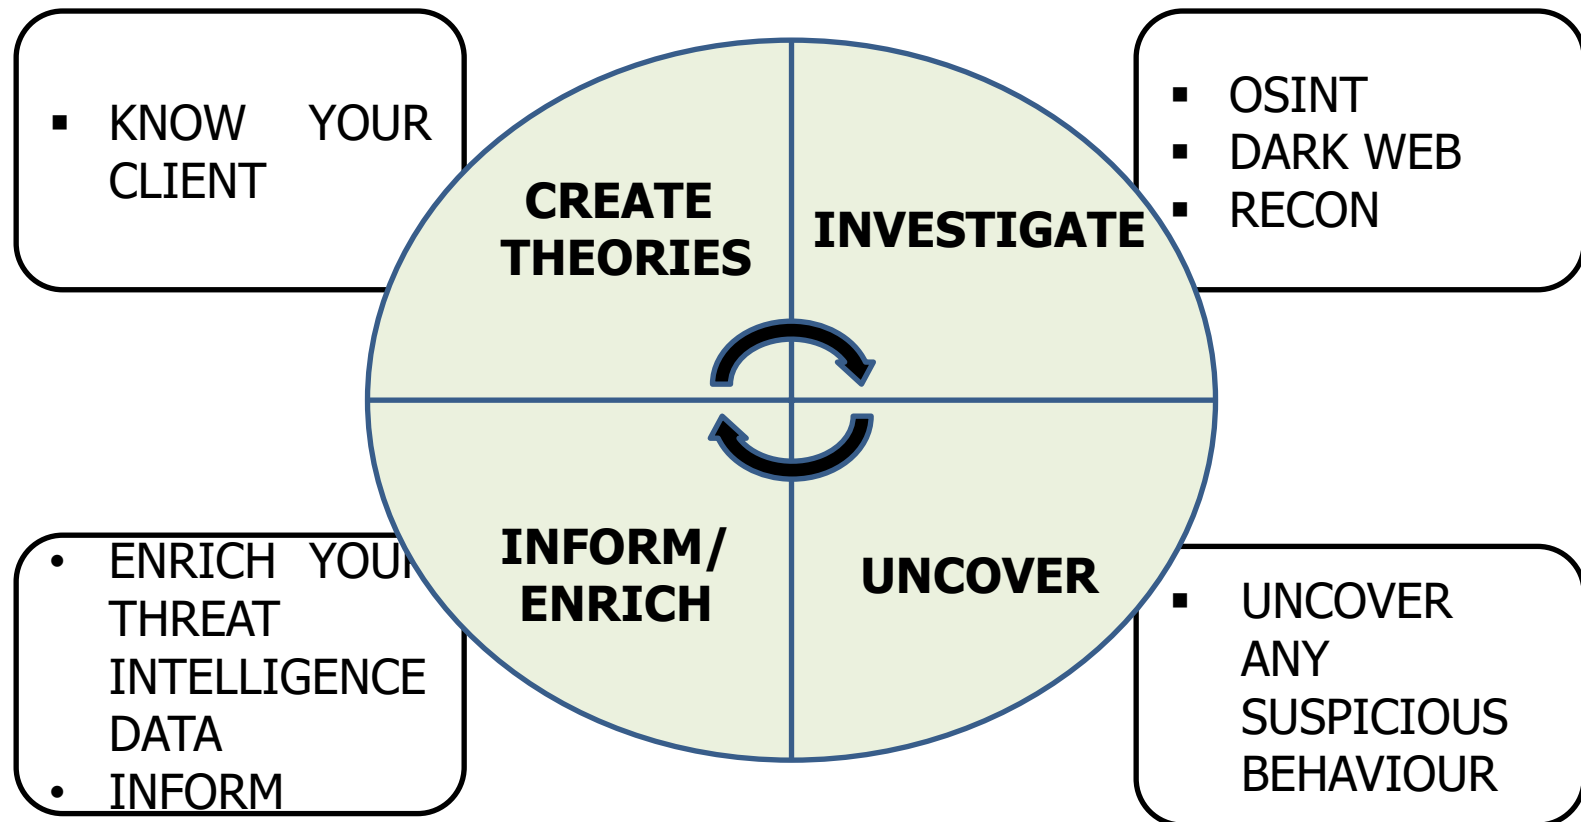 ▪ KNOW YOUR
CLIENT
CREATE
THEORIES
INVESTIGATE
▪ OSINT
▪ DARK WEB
▪ RECON
• ENRICH YOUR
THREAT
INTELLIGENCE
DATA
• INFORM
INFORM/
ENRICH
UNCOVER
▪ UNCOVER
ANY
SUSPICIOUS
BEHAVIOUR